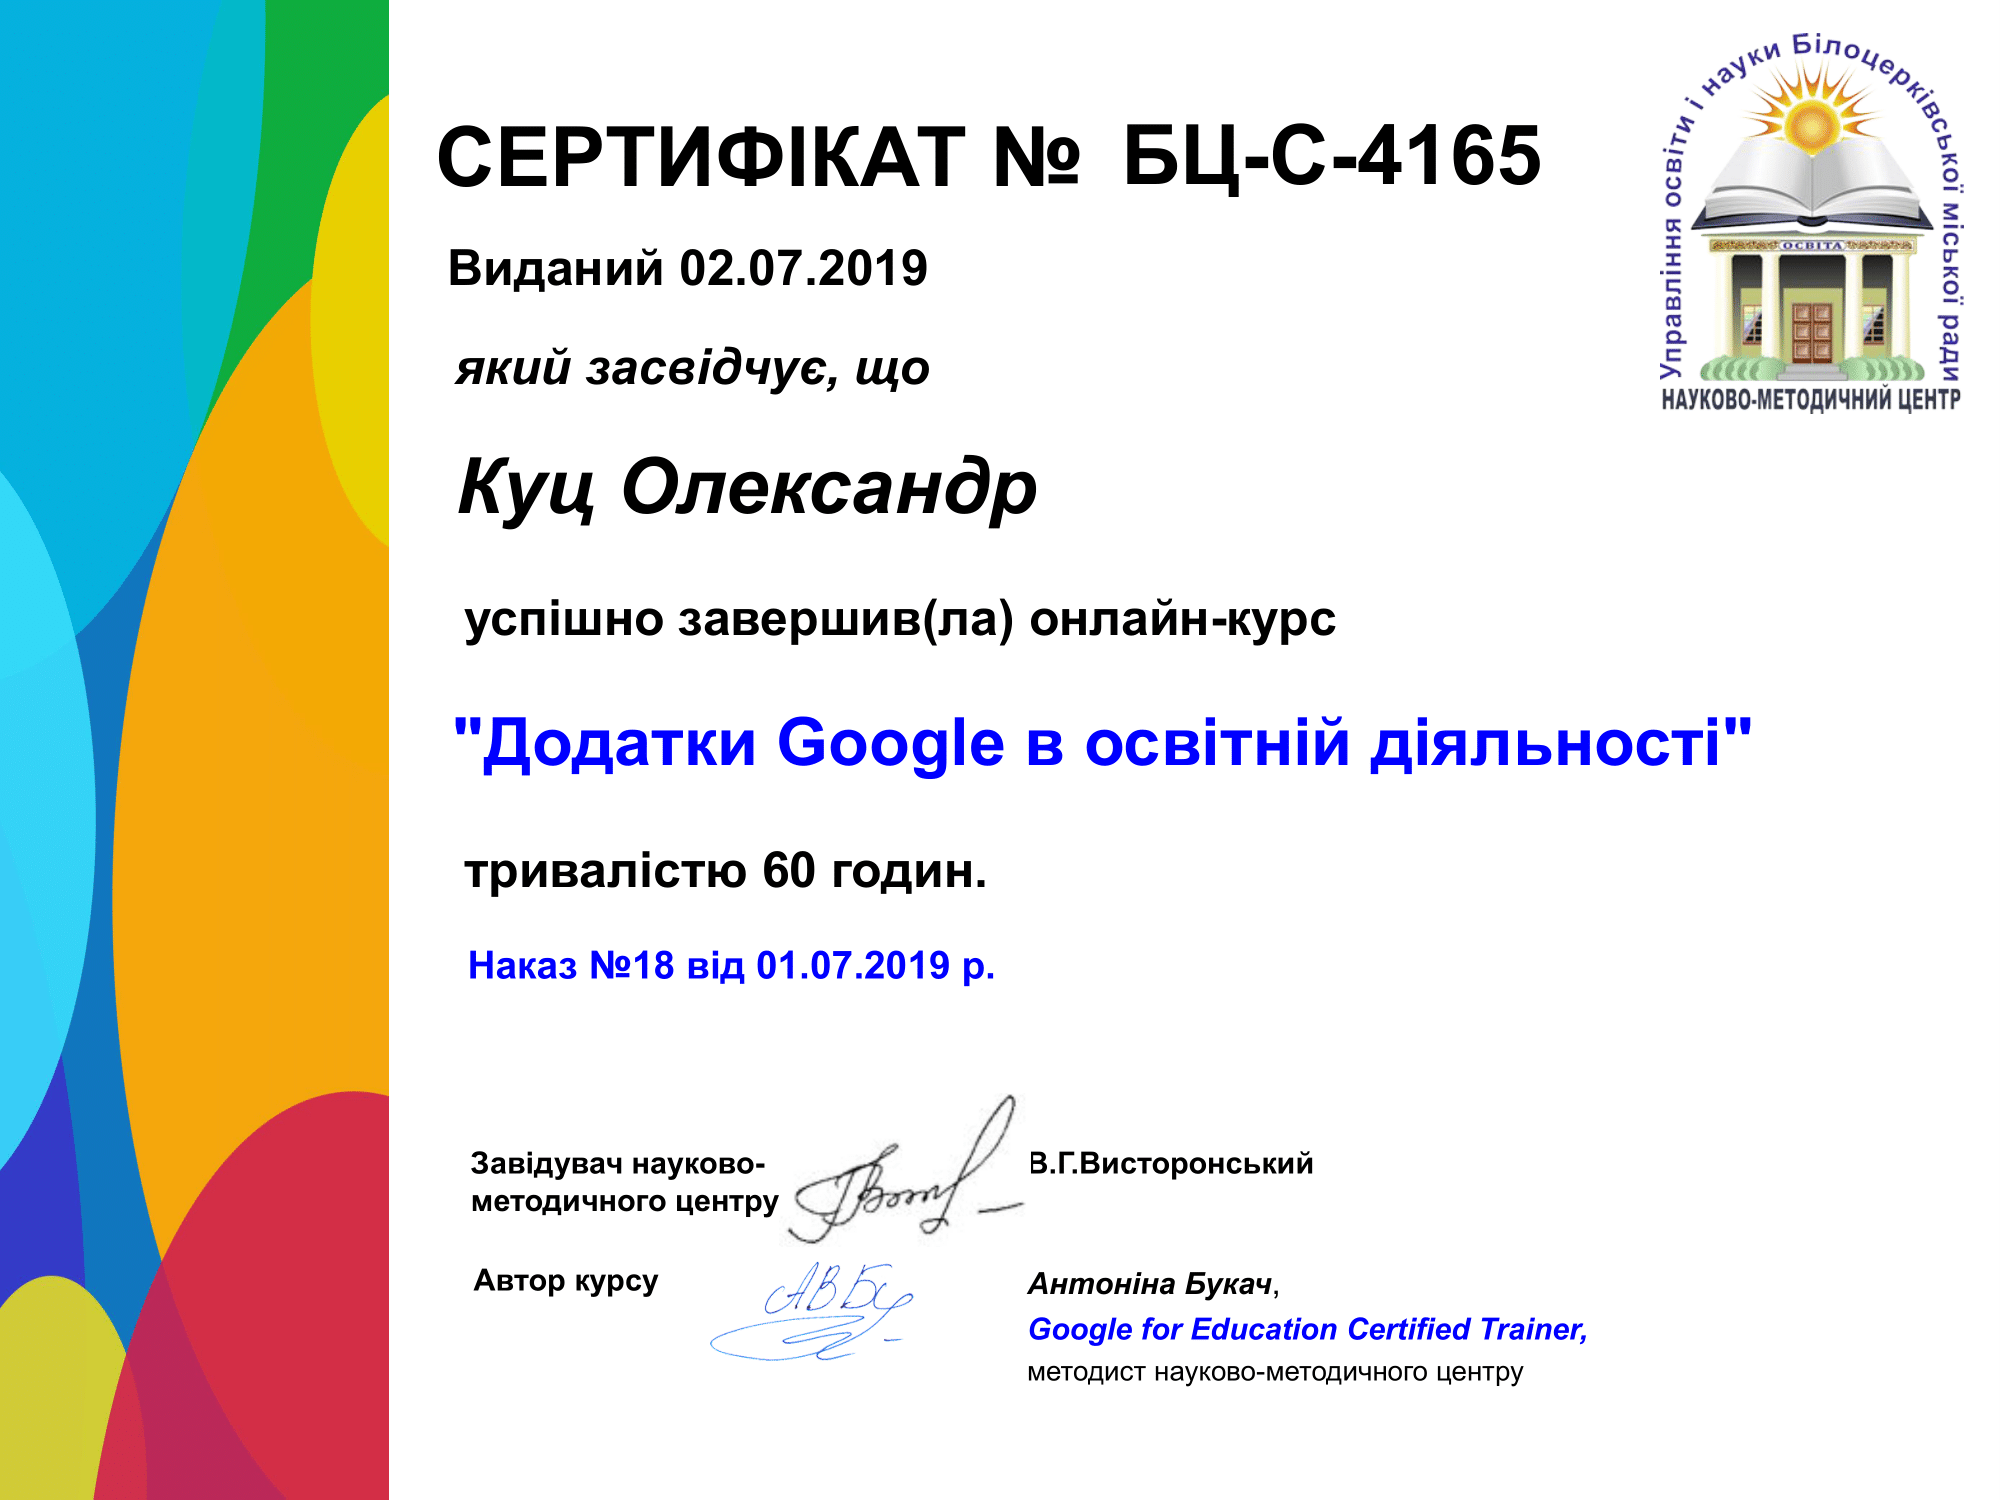 Управління освіти і науки Білоцерківської міської ради
ОСВІТА
НАУКОВО-МЕТОДИЧНИЙ ЦЕНТР
СЕРТИФІКАТ № БЦ-С-4165
Виданий 02.07.2019
який засвідчує, що
Куц Олександр
успішно завершив(ла) онлайн-курс
"Додатки Google в освітній діяльності"
тривалістю 60 годин.
Наказ №18 від 01.07.2019 р.
Завідувач науково-
методичного центру
В.Г.Висторонський
Автор курсу
Антоніна Букач,
Google for Education Certified Trainer,
методист науково-методичного центру